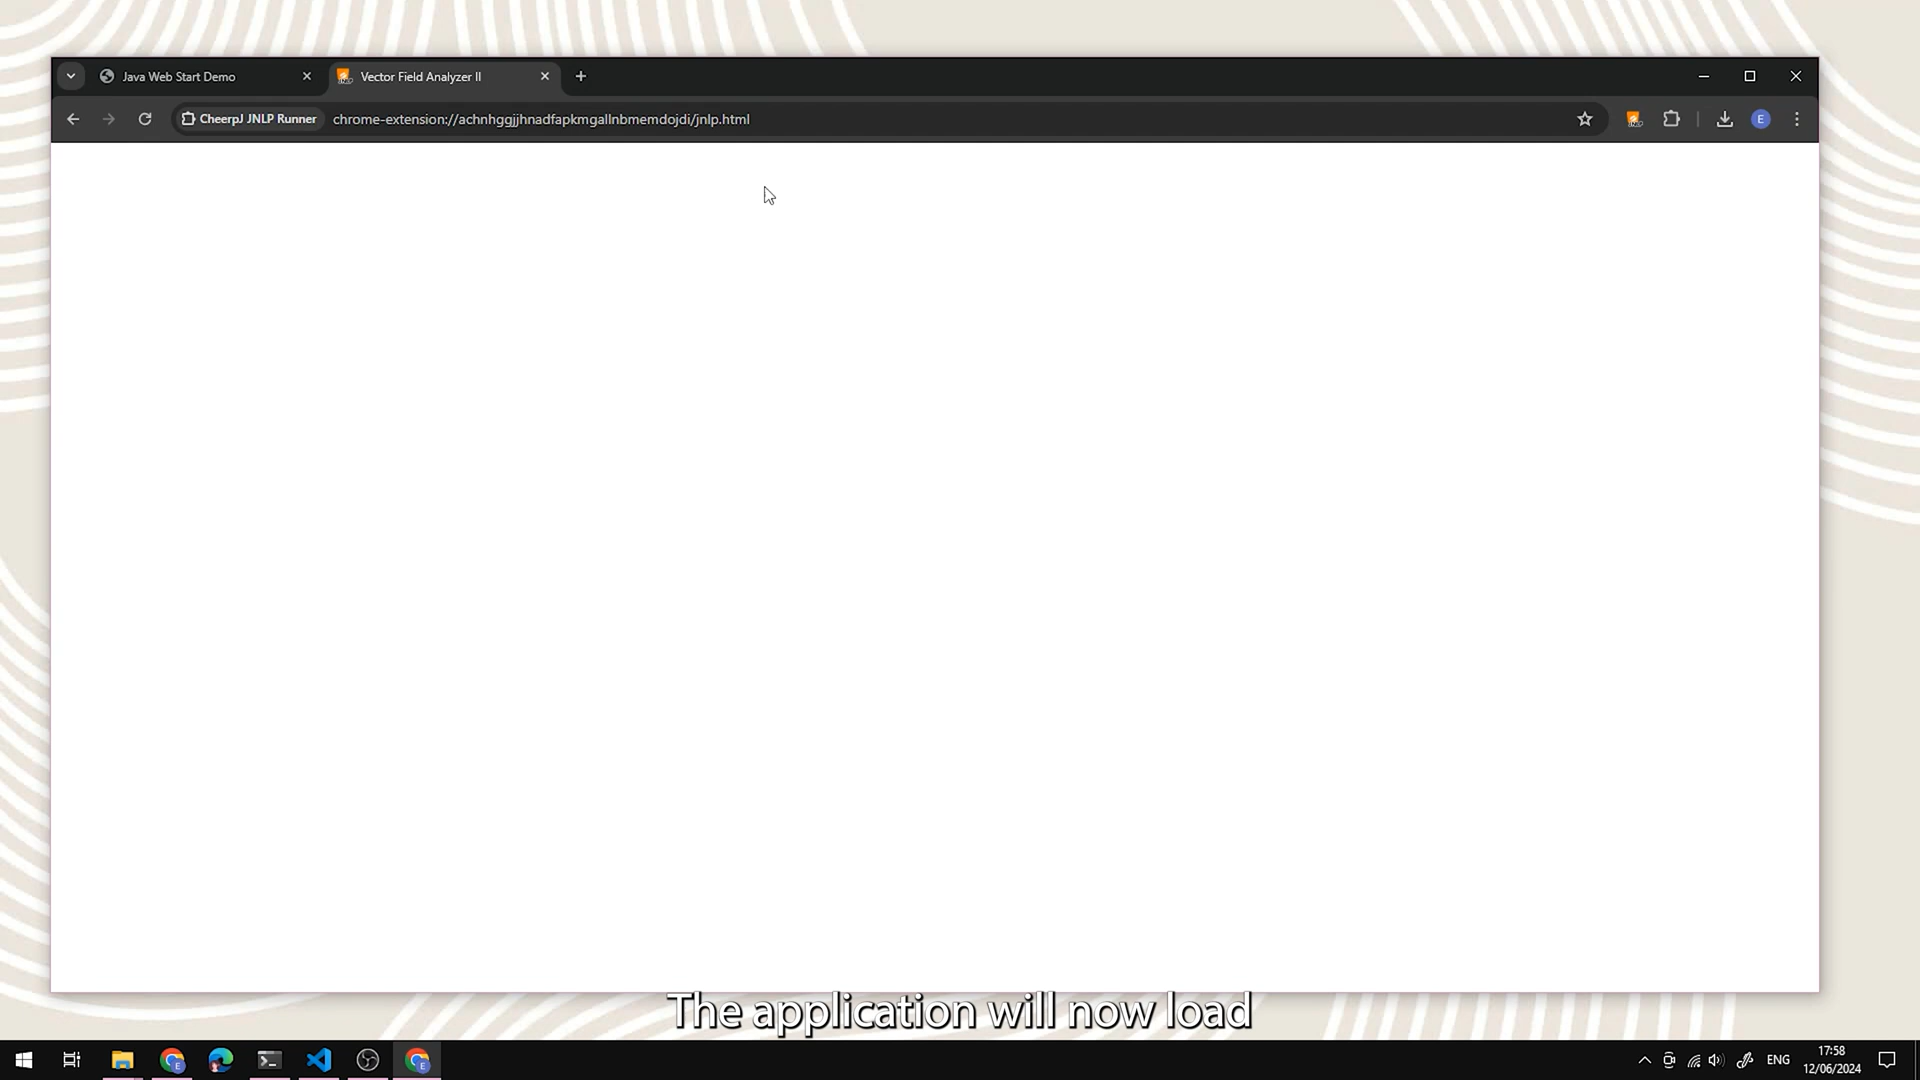 Java Web Start Demo
Vector Field Analyzer II
CheerpJ JNLP Runner
chrome-extension://achnhggjjhnadfapkmgallnbmemdojdi/jnlp.html
E
The application will now load
ENG
17:58
12/06/2024